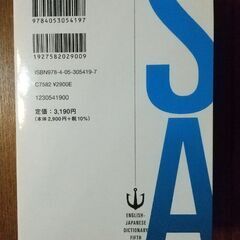 9784053054197
1927582029009
ISBN978-4-05-305419-7
C7582 ¥2900E
1230541900
定価：3,190円
（本体2,900円+税10%）
SA
ENGLISH-
JAPANESE
DICTIONARY
FIFTH